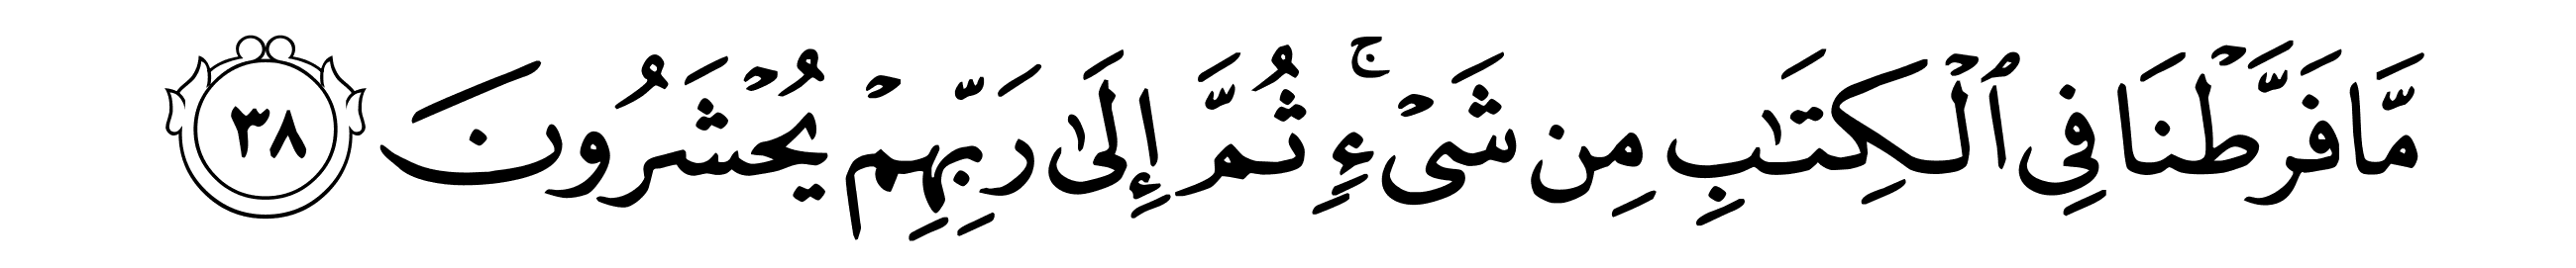 مَّا فَرَّطْنَا فِى ٱلْكِتَـٰبِ مِن شَىْءٍۢ ۚ ثُمَّ إِلَىٰ رَبِّهِمْ يُحْشَرُونَ ٣٨